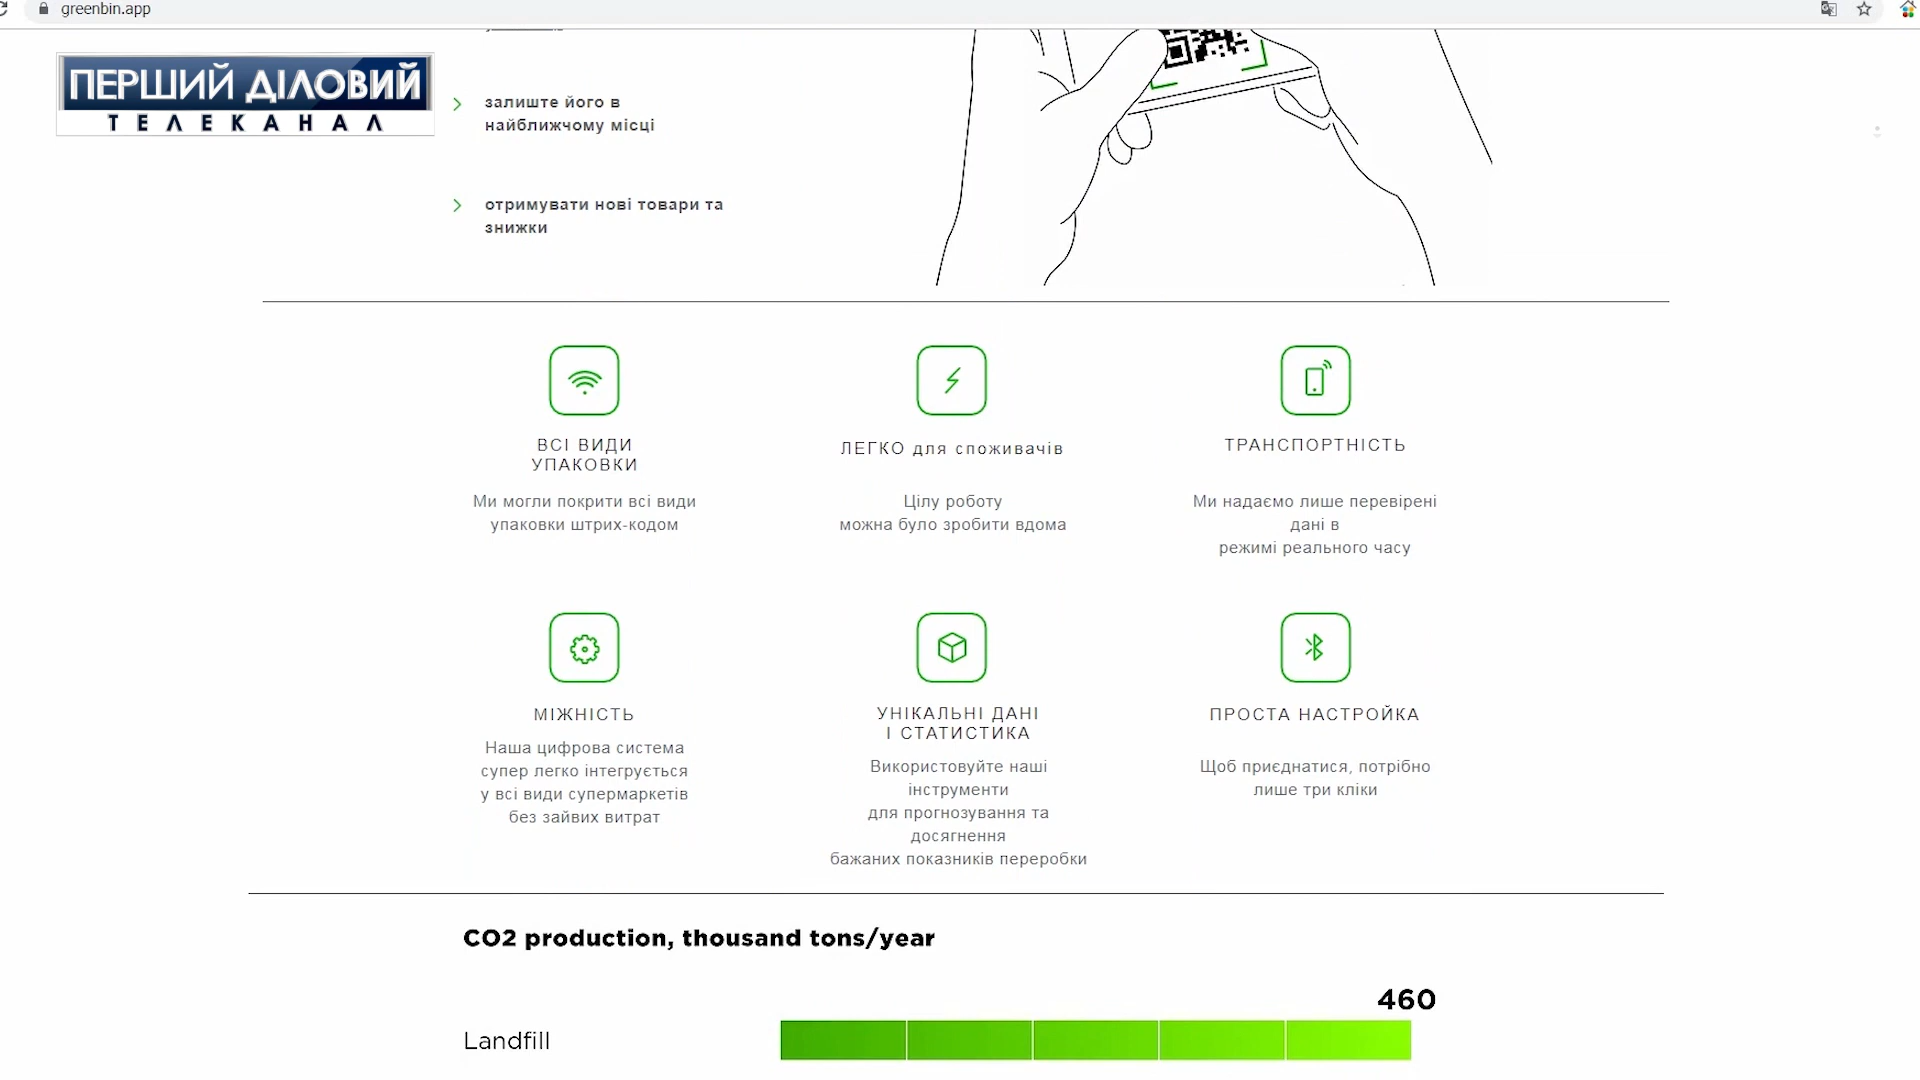 greenbin.app
ПЕРШИЙ ДІЛОВИЙ
ТЕЛЕКАНАЛ
залиште його в
найближчому місці
отримувати нові товари та
знижки
ВСІ ВИДИ
УПАКОВКИ
Ми могли покрити всі види
упаковки штрих-кодом
ЛЕГКО для споживачів
Цілу роботу
можна було зробити вдома
ТРАНСПОРТНІСТЬ
Ми надаємо лише перевірені
дані в
режимі реального часу
МІЖНІСТЬ
Наша цифрова система
супер легко інтегрується
у всі види супермаркетів
без зайвих витрат
УНІКАЛЬНІ ДАНІ
І СТАТИСТИКА
Використовуйте наші
інструменти
для прогнозування та
досягнення
бажаних показників переробки
ПРОСТА НАСТРОЙКА
Щоб приєднатися, потрібно
лише три кліки
CO2 production, thousand tons/year
460
Landfill